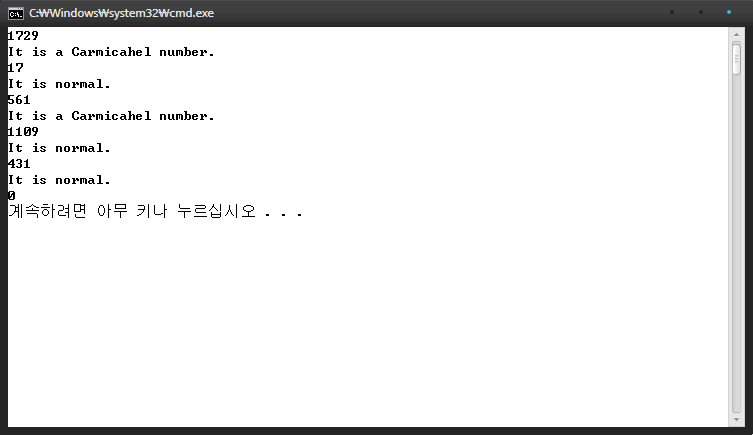 C:₩Windows₩system32₩cmd.exe
1729
It is a Carmicahel number.
17
It is normal.
561
It is a Carmicahel number.
1109
It is normal.
431
It is normal.
0
계속하려면 아무 키나 누르십시오 . . .